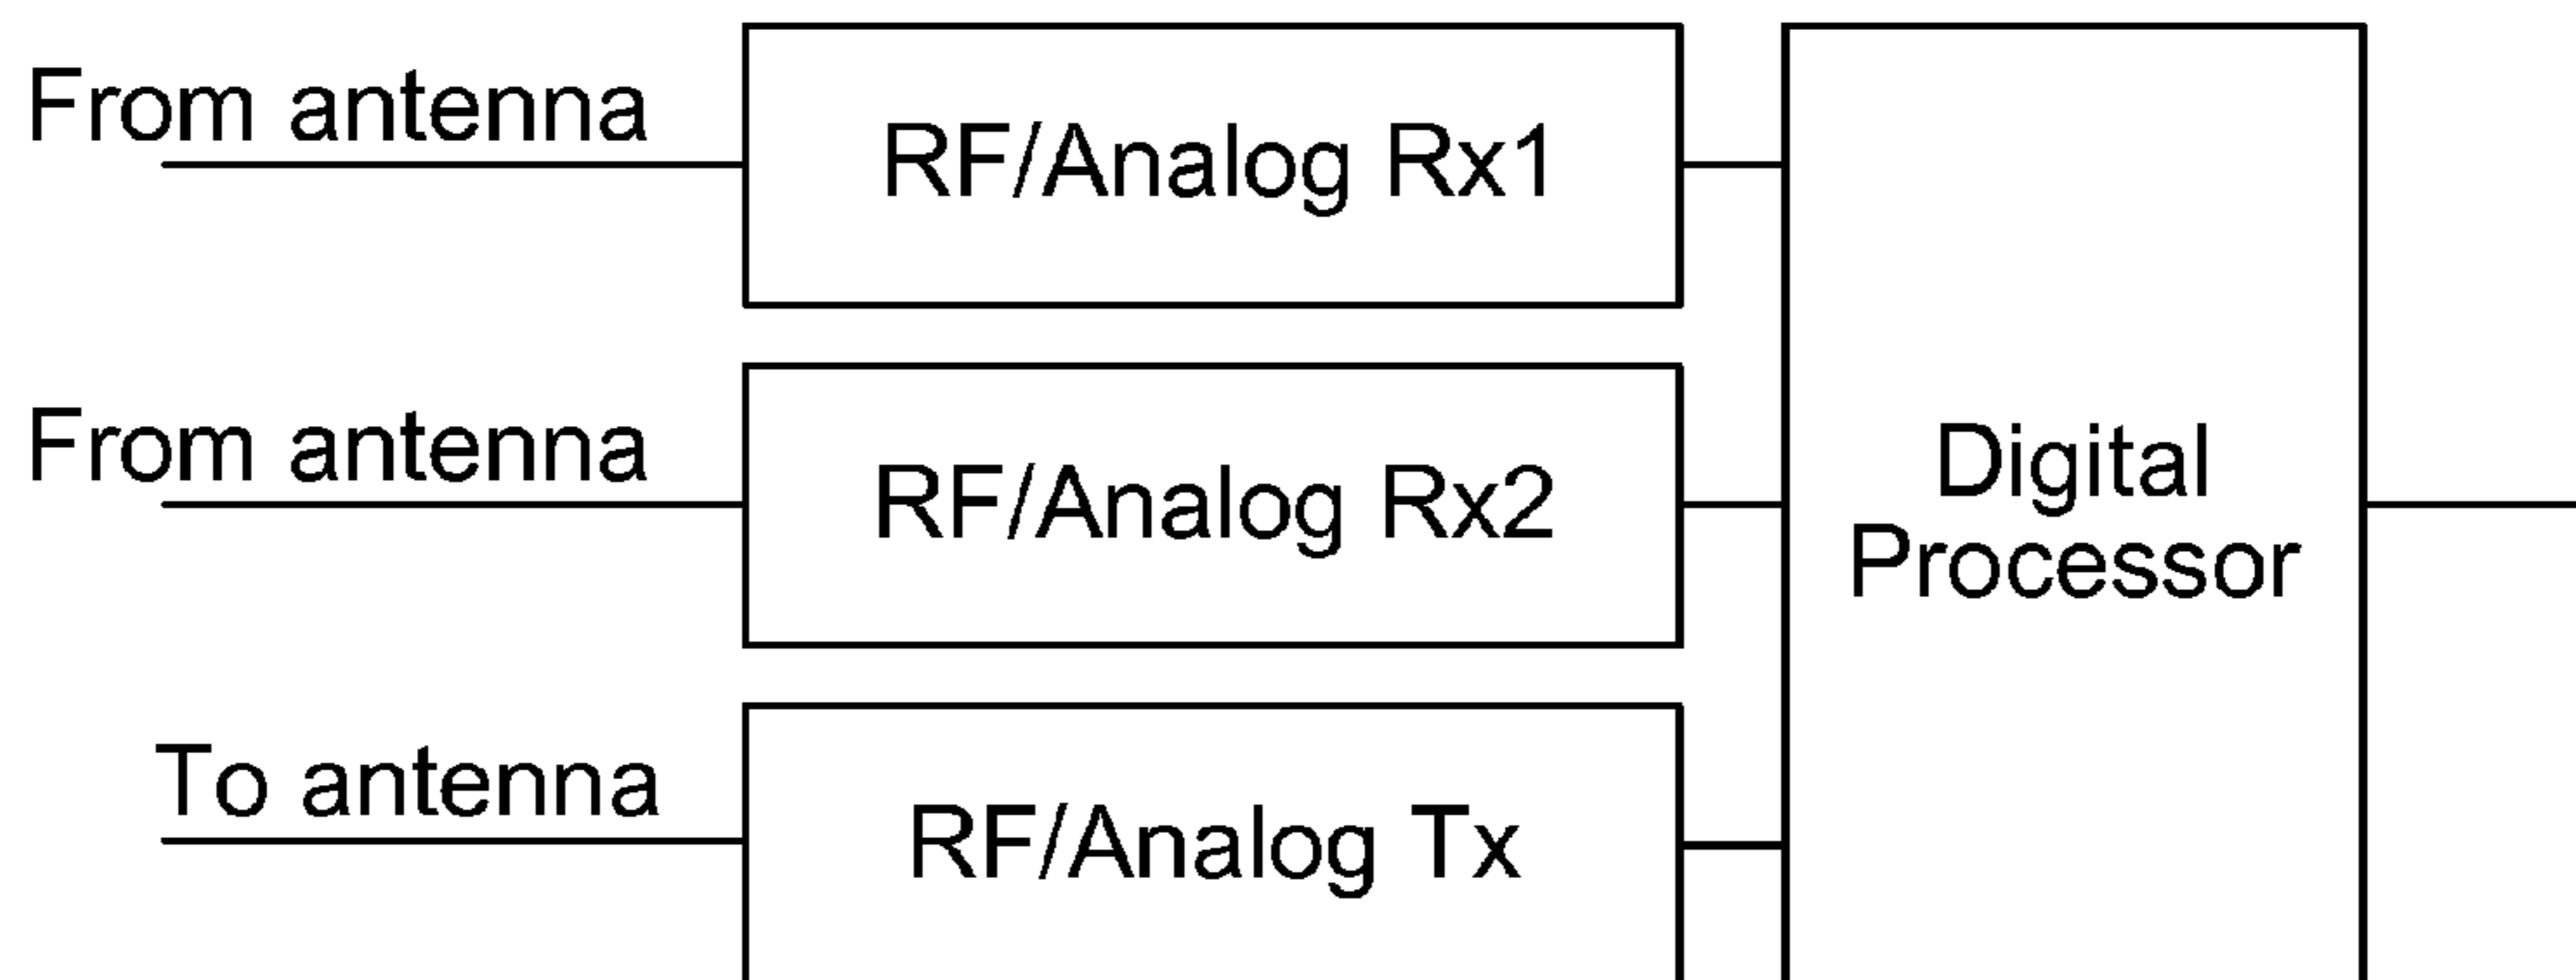 From antenna
RF/Analog Rx1
From antenna
RF/Analog Rx2
Digital
Processor
To antenna
RF/Analog Tx